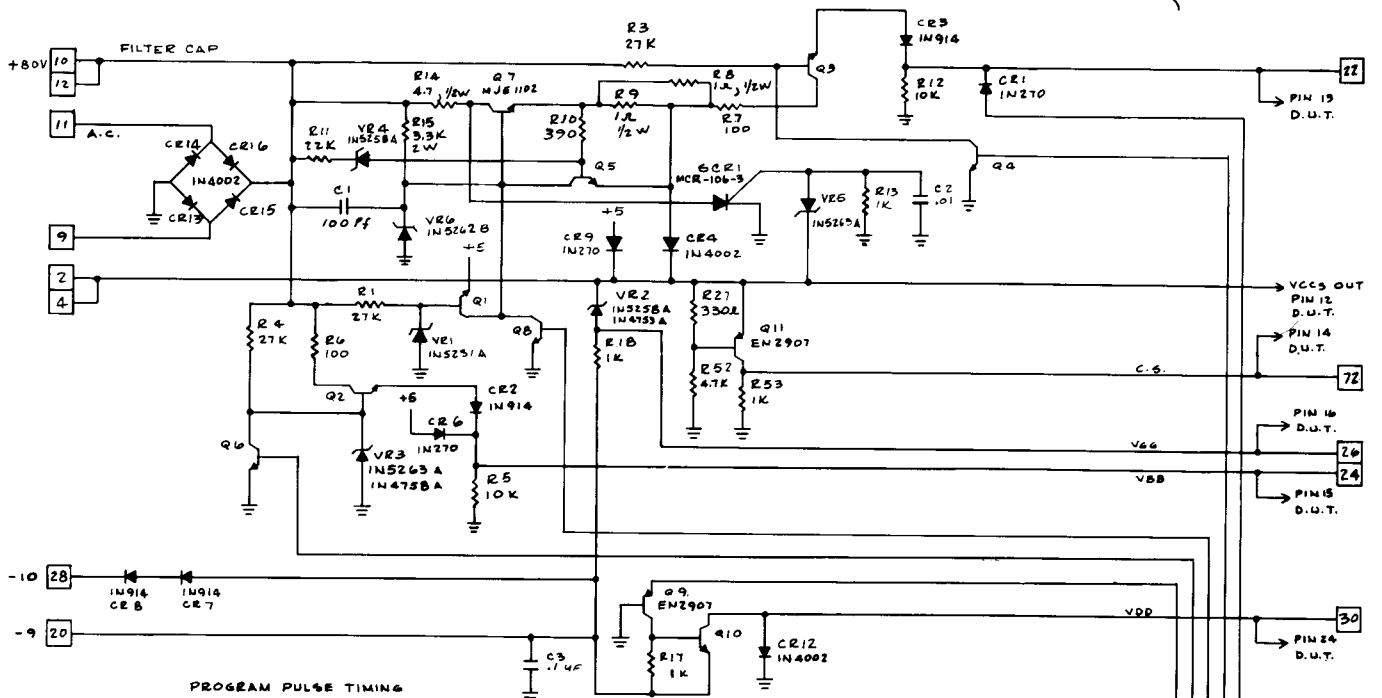 +80V
10
12
FILTER CAP
11
A.C.
CR14
CR16
1N4002
CR13
CR15
9
2
4
R11
22K
VR4
1N5258A
R14
4.7, 1/2W
Q7
MJE1102
R15
3.3K
2W
C1
100 Pf
VR6
1N5262B
R3
27K
R8
1Ω, 1/2W
R9
1Ω
1/2W
R10
390
R7
100
Q5
Q3
CR3
1N914
R12
10K
CR1
1N270
22
PIN 13
D.U.T.
SCR1
MCR-106-3
Q4
VR5
1N5263A
R13
1K
C2
.01
+5
CR9
1N270
CR4
1N4002
+5
R1
27K
Q1
VR1
1N5231A
Q8
R4
27K
R6
100
Q2
CR2
1N914
+5
CR6
1N270
Q6
VR3
1N5263A
1N4758A
R5
10K
VR2
1N5258A
1N4753A
R18
1K
R27
330Ω
Q11
EN2907
R52
4.7K
R53
1K
VCCS OUT
PIN 12
D.U.T.
PIN 14
D.U.T.
C.S.
72
PIN 16
D.U.T.
VGG
26
VBB
24
PIN 15
D.U.T.
-10
28
1N914
CR8
1N914
CR7
-9
20
C3
.1 uF
Q9
EN2907
R17
1K
Q10
CR12
1N4002
VDD
30
PIN 24
D.U.T.
PROGRAM PULSE TIMING